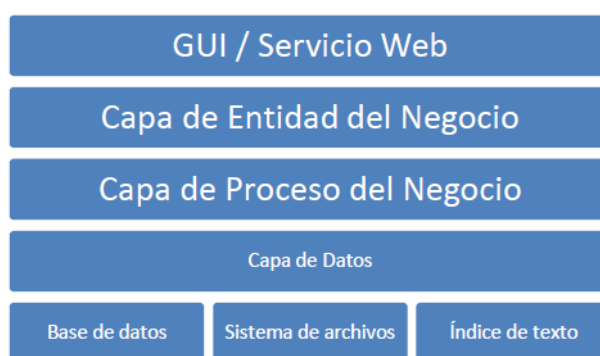 GUI / Servicio Web
Capa de Entidad del Negocio
Capa de Proceso del Negocio
Capa de Datos
Base de datos
Sistema de archivos
Índice de texto